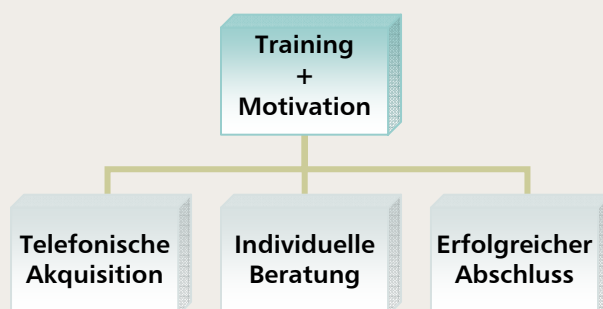 Training
+
Motivation
Telefonische
Akquisition
Individuelle
Beratung
Erfolgreicher
Abschluss